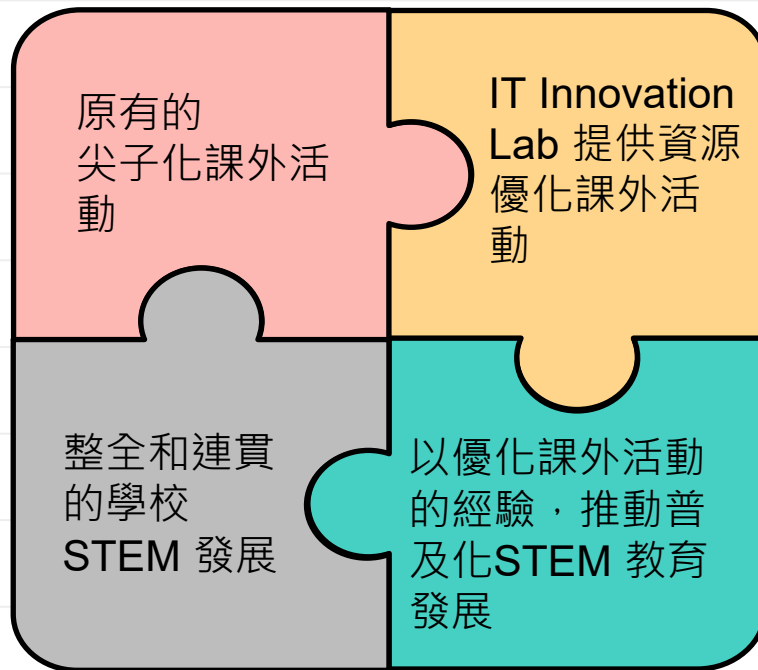 原有的
尖子化課外活
動
IT Innovation
Lab 提供資源
優化課外活
動
整全和連貫
的學校
STEM 發展
以優化課外活動
的經驗，推動普
及化STEM 教育
發展